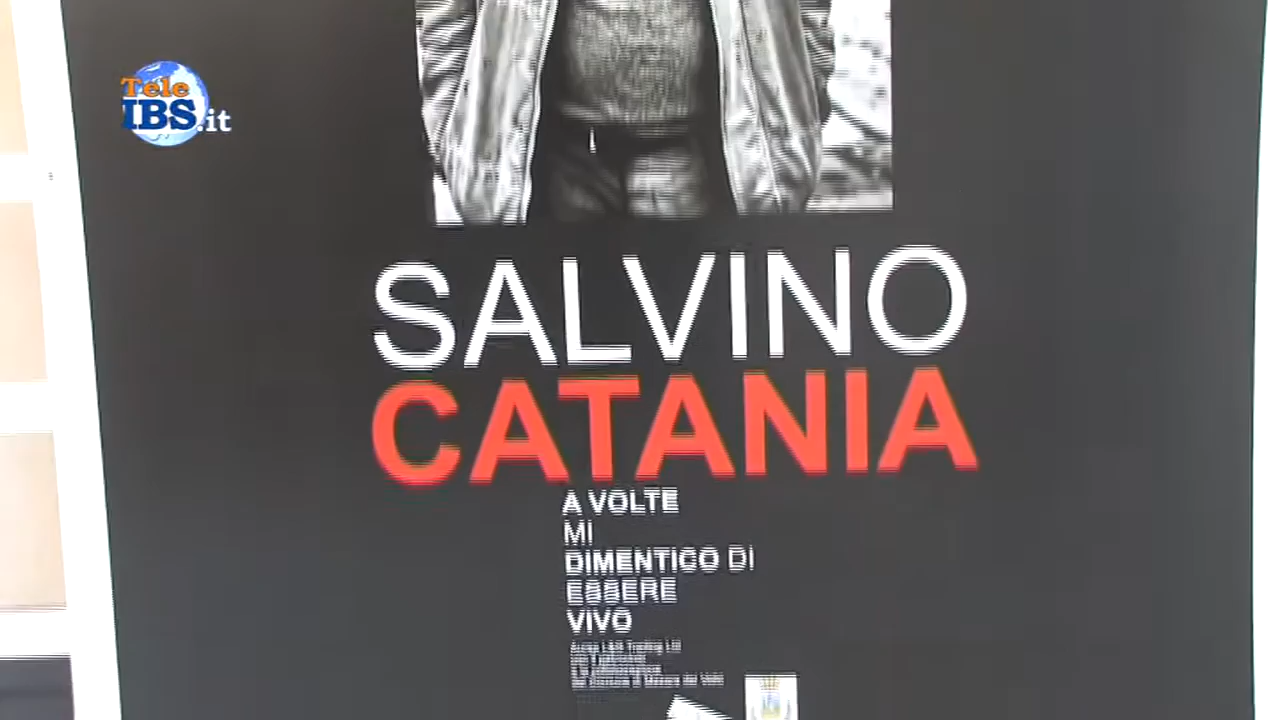 Tele
IBS.it
SALVINO
CATANIA
A VOLTE
MI
DIMENTICO DI
ESSERE
VIVO